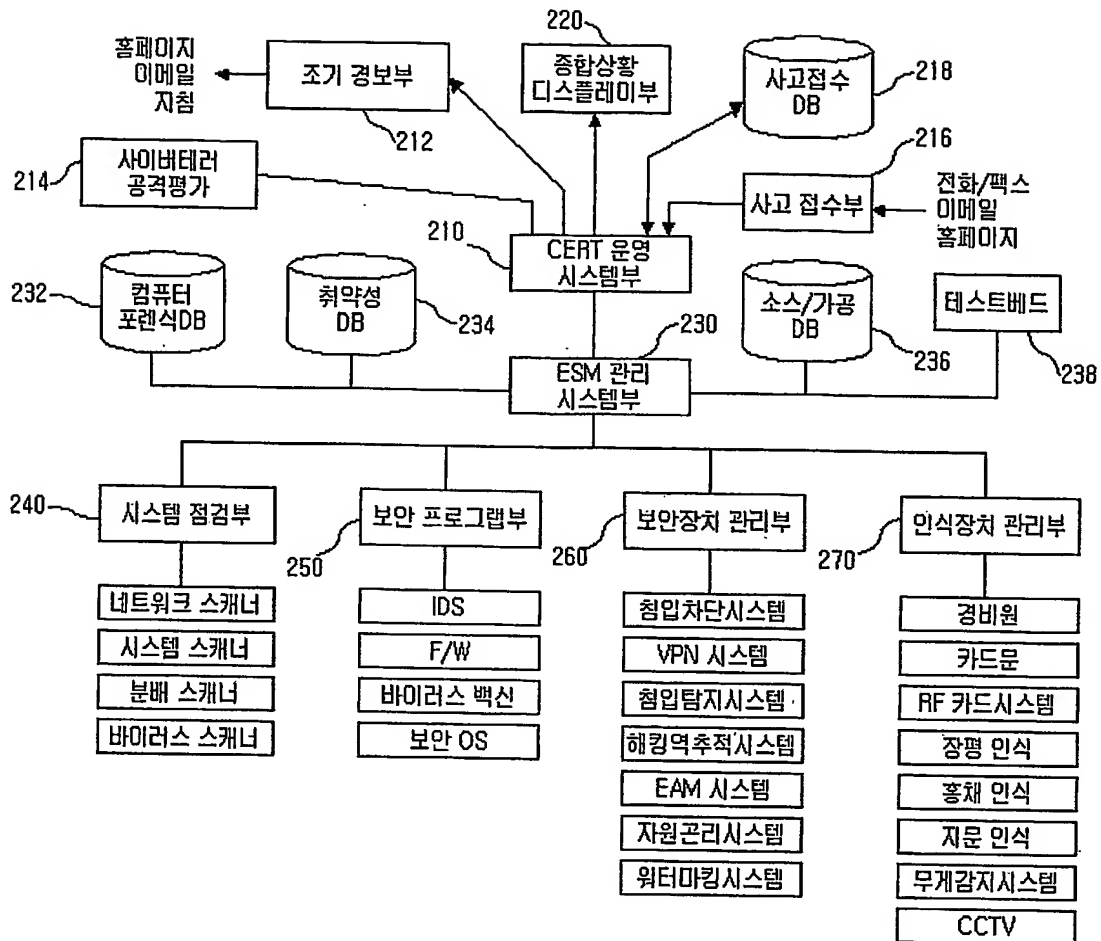 220
홈페이지
이메일
지침
조기 경보부
종합상황
디스플레이부
사고접수
DB
218
212
216
214
사이버테러
공격평가
전화/팩스
이메일
홈페이지
사고 접수부
210
CERT 운영
시스템부
232
컴퓨터
포렌식DB
취약성
DB
234
230
소스/가공
DB
236
테스트베드
238
ESM 관리
시스템부
240
시스템 점검부
250
보안 프로그랩부
260
보안장치 관리부
270
인식장치 관리부
네트워크 스캐너
시스템 스캐너
분배 스캐너
바이러스 스캐너
IDS
F/W
바이러스 백신
보안 OS
침입차단시스템
VPN 시스템
침입탐지시스템
해킹역추적시스템
EAM 시스템
자원곤리시스템
워터마킹시스템
경비원
카드문
RF 카드시스템
장평 인식
홍채 인식
지문 인식
무게감지시스템
CCTV